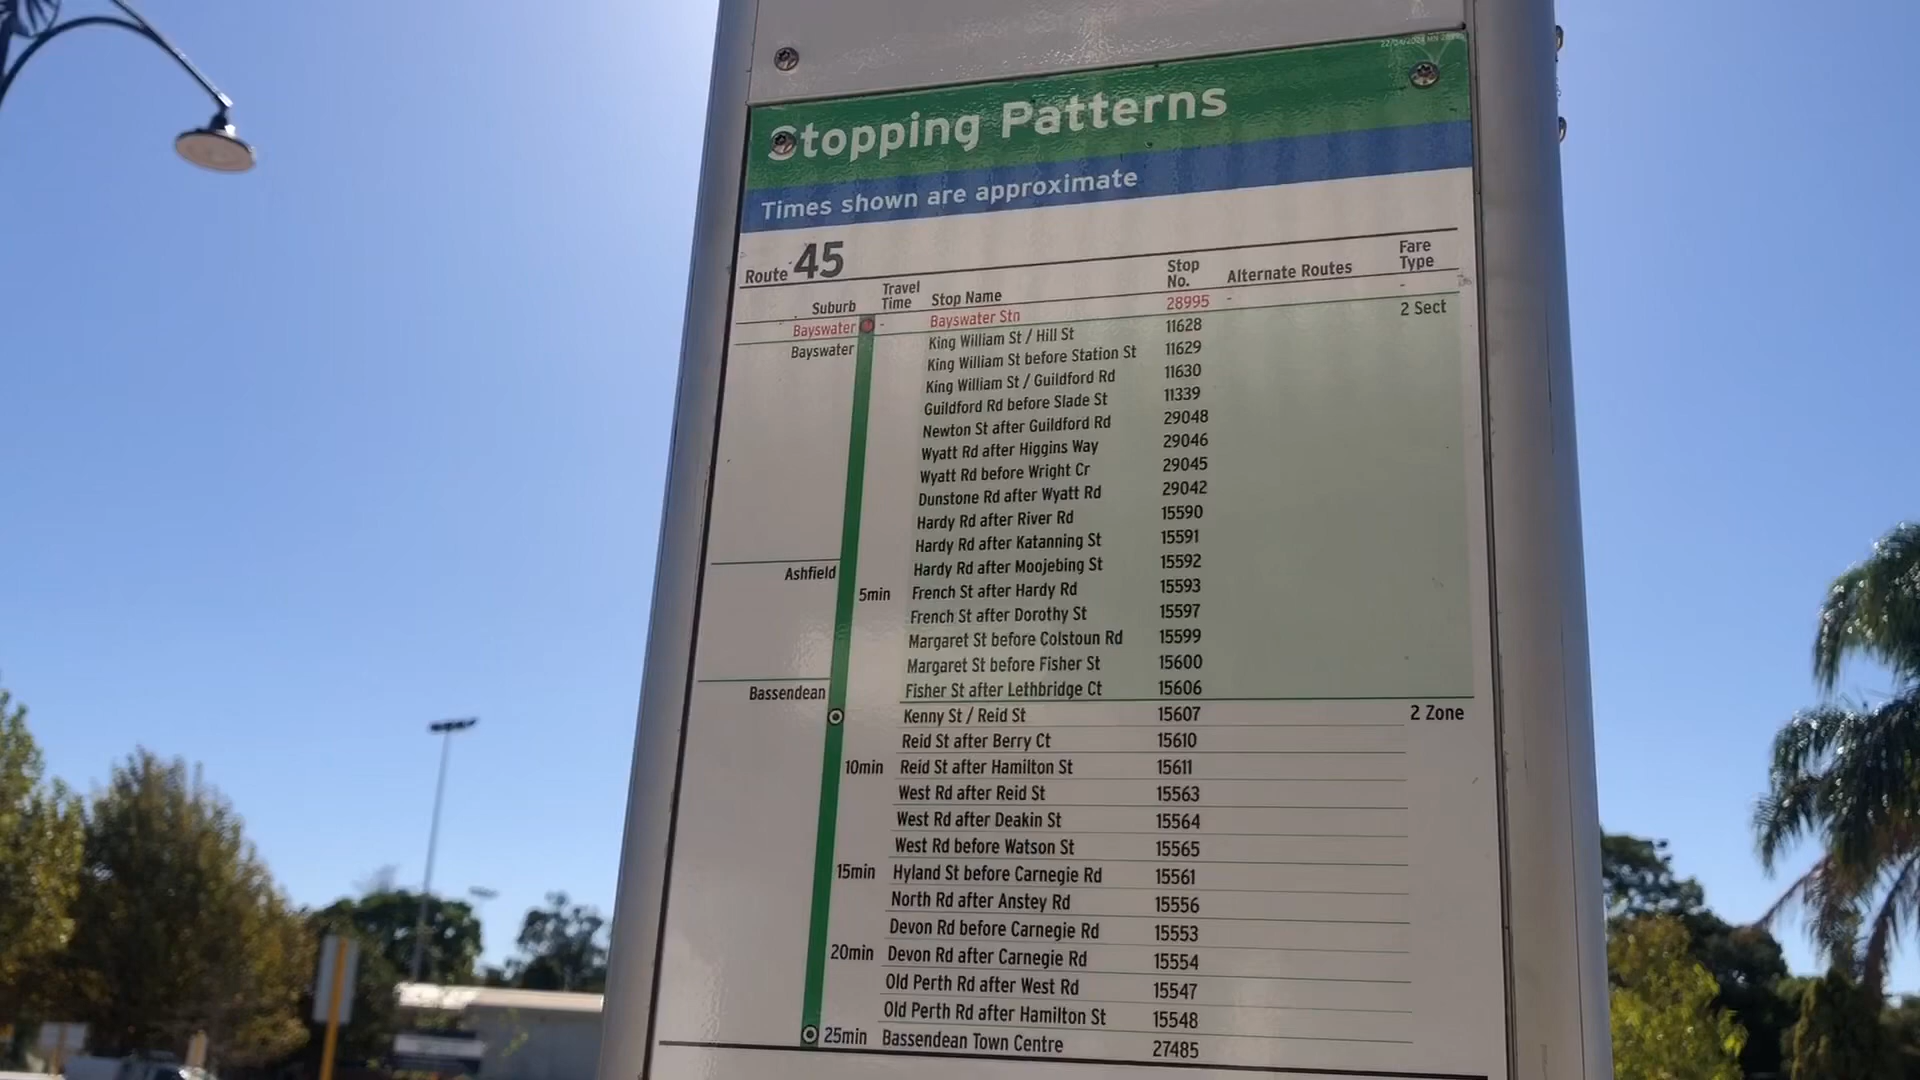 Stopping Patterns
Times shown are approximate
Route 45
Suburb Travel Time Stop Name Stop No. Alternate Routes Fare Type
Bayswater - Bayswater Stn 28995 - -
Bayswater King William St / Hill St 11628 2 Sect
King William St before Station St 11629
King William St / Guildford Rd 11630
Guildford Rd before Slade St 11339
Newton St after Guildford Rd 29048
Wyatt Rd after Higgins Way 29046
Wyatt Rd before Wright Cr 29045
Dunstone Rd after Wyatt Rd 29042
Hardy Rd after River Rd 15590
Hardy Rd after Katanning St 15591
Ashfield Hardy Rd after Moojebing St 15592
5min French St after Hardy Rd 15593
French St after Dorothy St 15597
Margaret St before Colstoun Rd 15599
Margaret St before Fisher St 15600
Bassendean Fisher St after Lethbridge Ct 15606
Kenny St / Reid St 15607 2 Zone
Reid St after Berry Ct 15610
10min Reid St after Hamilton St 15611
West Rd after Reid St 15563
West Rd after Deakin St 15564
West Rd before Watson St 15565
15min Hyland St before Carnegie Rd 15561
North Rd after Anstey Rd 15556
Devon Rd before Carnegie Rd 15553
20min Devon Rd after Carnegie Rd 15554
Old Perth Rd after West Rd 15547
Old Perth Rd after Hamilton St 15548
25min Bassendean Town Centre 27485